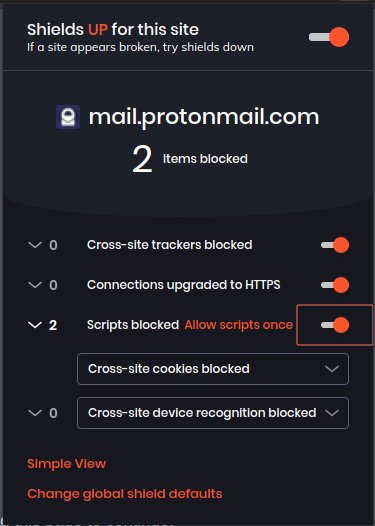 Shields UP for this site
If a site appears broken, try shields down
mail.protonmail.com
2 Items blocked
0 Cross-site trackers blocked
0 Connections upgraded to HTTPS
2 Scripts blocked Allow scripts once
Cross-site cookies blocked
0 Cross-site device recognition blocked
Simple View
Change global shield defaults